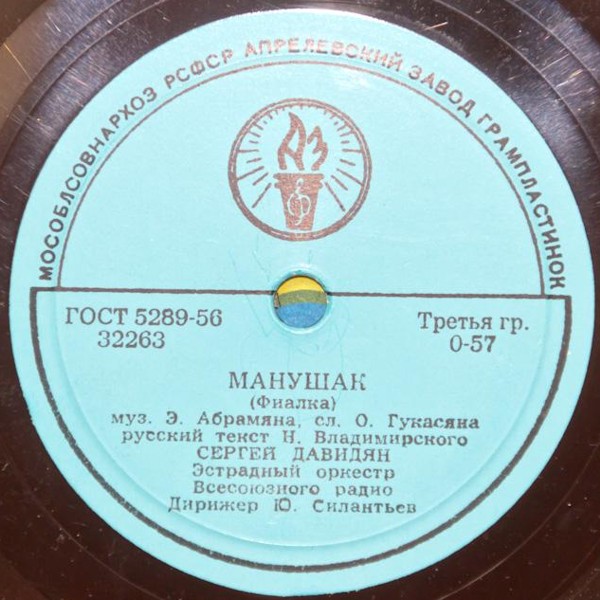 МОСОБЛСОВНАРХОЗ РСФСР АПРЕЛЕВСКИЙ ЗАВОД ГРАМПЛАСТИНОК
АЗ
ГОСТ 5289-56
32263
Третья гр.
0-57
МАНУШАК
(Фиалка)
муз. Э. Абрамяна, сл. О. Гукасяна
русский текст Н. Владимирского
СЕРГЕЙ ДАВИДЯН
Эстрадный оркестр
Всесоюзного радио
Дирижер Ю. Силантьев